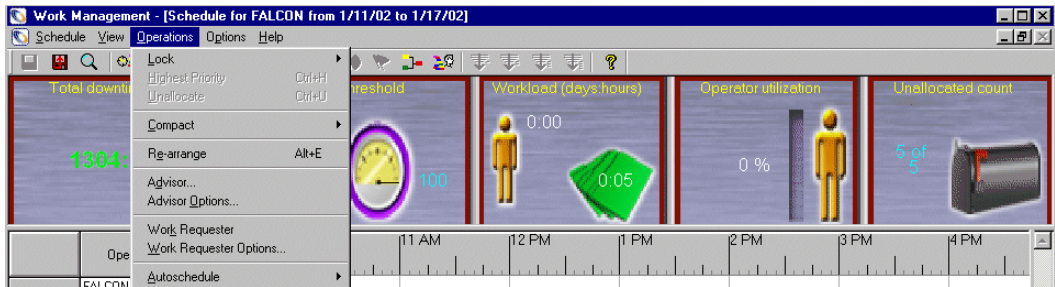 Work Management - [Schedule for FALCON from 1/11/02 to 1/17/02]
Schedule View Operations Options Help
Lock
Highest Priority Ctrl+H
Unallocate Ctrl+U
Compact
Re-arrange Alt+E
Advisor...
Advisor Options...
Work Requester
Work Requester Options...
Autoschedule
Total
Workload (days:hours)
Operator utilization
Unallocated count
1304:
100
0:00
0:05
0 %
5 of
5
11 AM 12 PM 1 PM 2 PM 3 PM 4 PM
Ope
FALCON